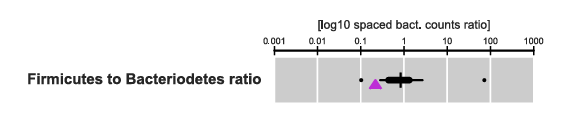 [log10 spaced bact. counts ratio]
0.001 0.01 0.1 1 10 100 1000
Firmicutes to Bacteriodetes ratio